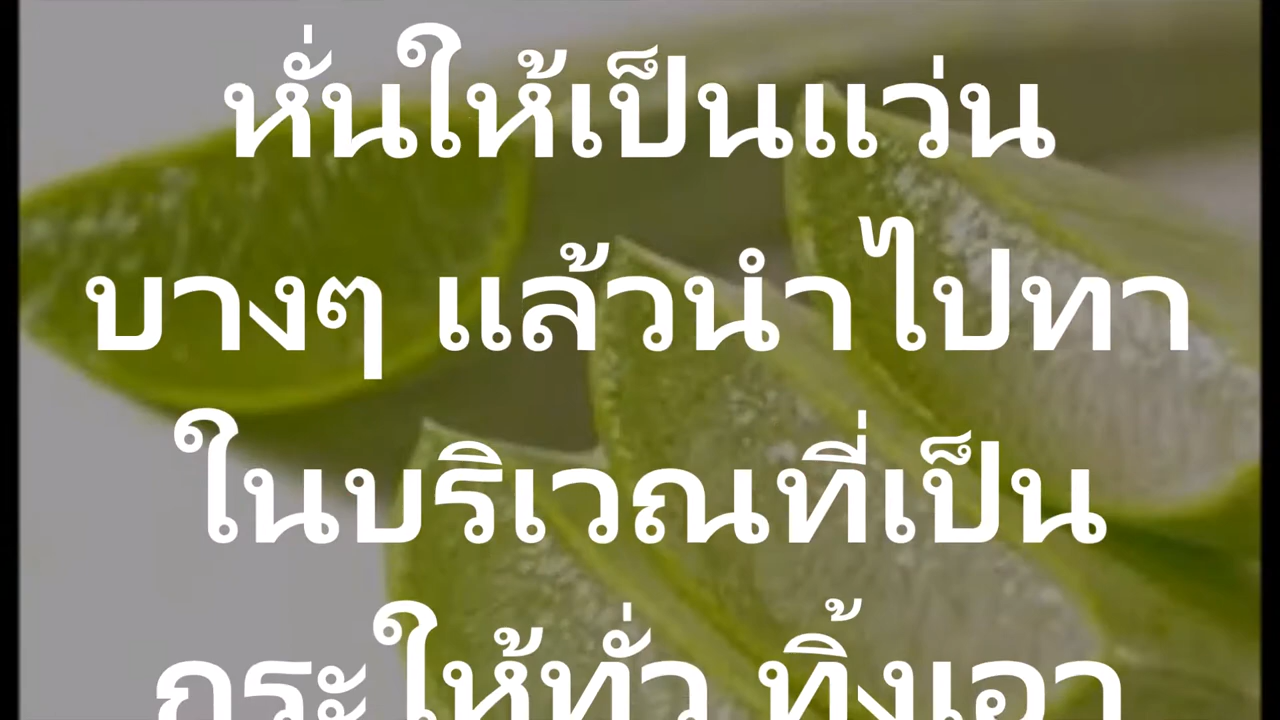 หั่นให้เป็นแว่น
บางๆ แล้วนำไปทา
ในบริเวณที่เป็น
กระให้ทั่ว ทิ้งเอา